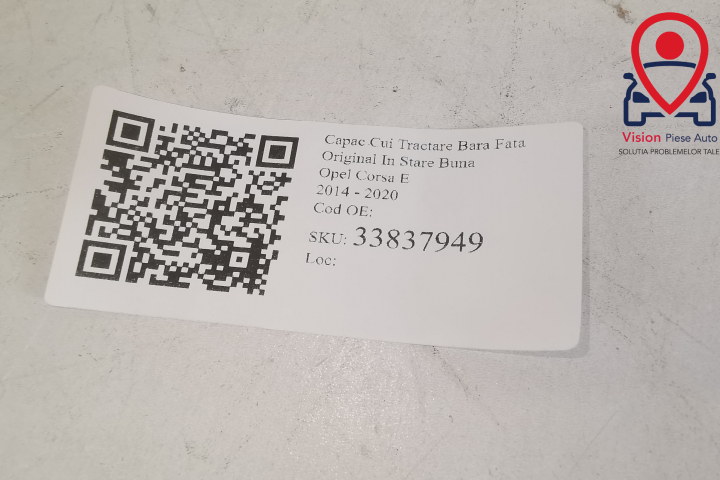 Capac Cui Tractare Bara Fata
Original In Stare Buna
Opel Corsa E
2014 - 2020
Cod OE:
SKU: 33837949
Loc:
Vision Piese Auto
SOLUTIA PROBLEMELOR TALE